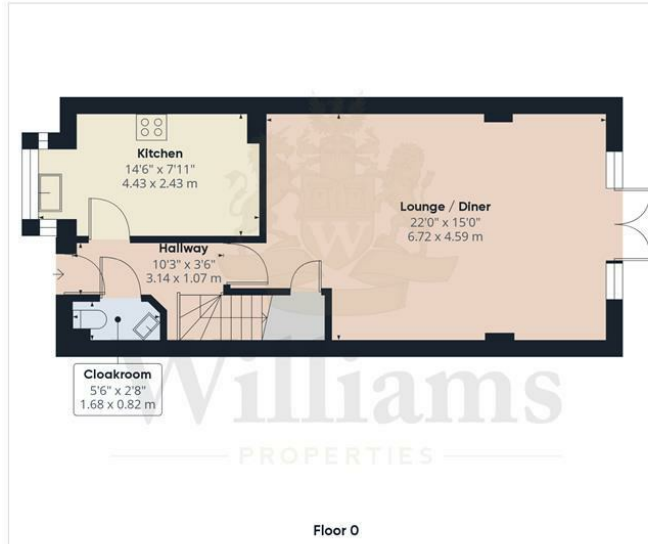 Kitchen
14'6" x 7'11"
4.43 x 2.43 m
Lounge / Diner
22'0" x 15'0"
6.72 x 4.59 m
Hallway
10'3" x 3'6"
3.14 x 1.07 m
Cloakroom
5'6" x 2'8"
1.68 x 0.82 m
W
Williams
PROPERTIES
Floor 0